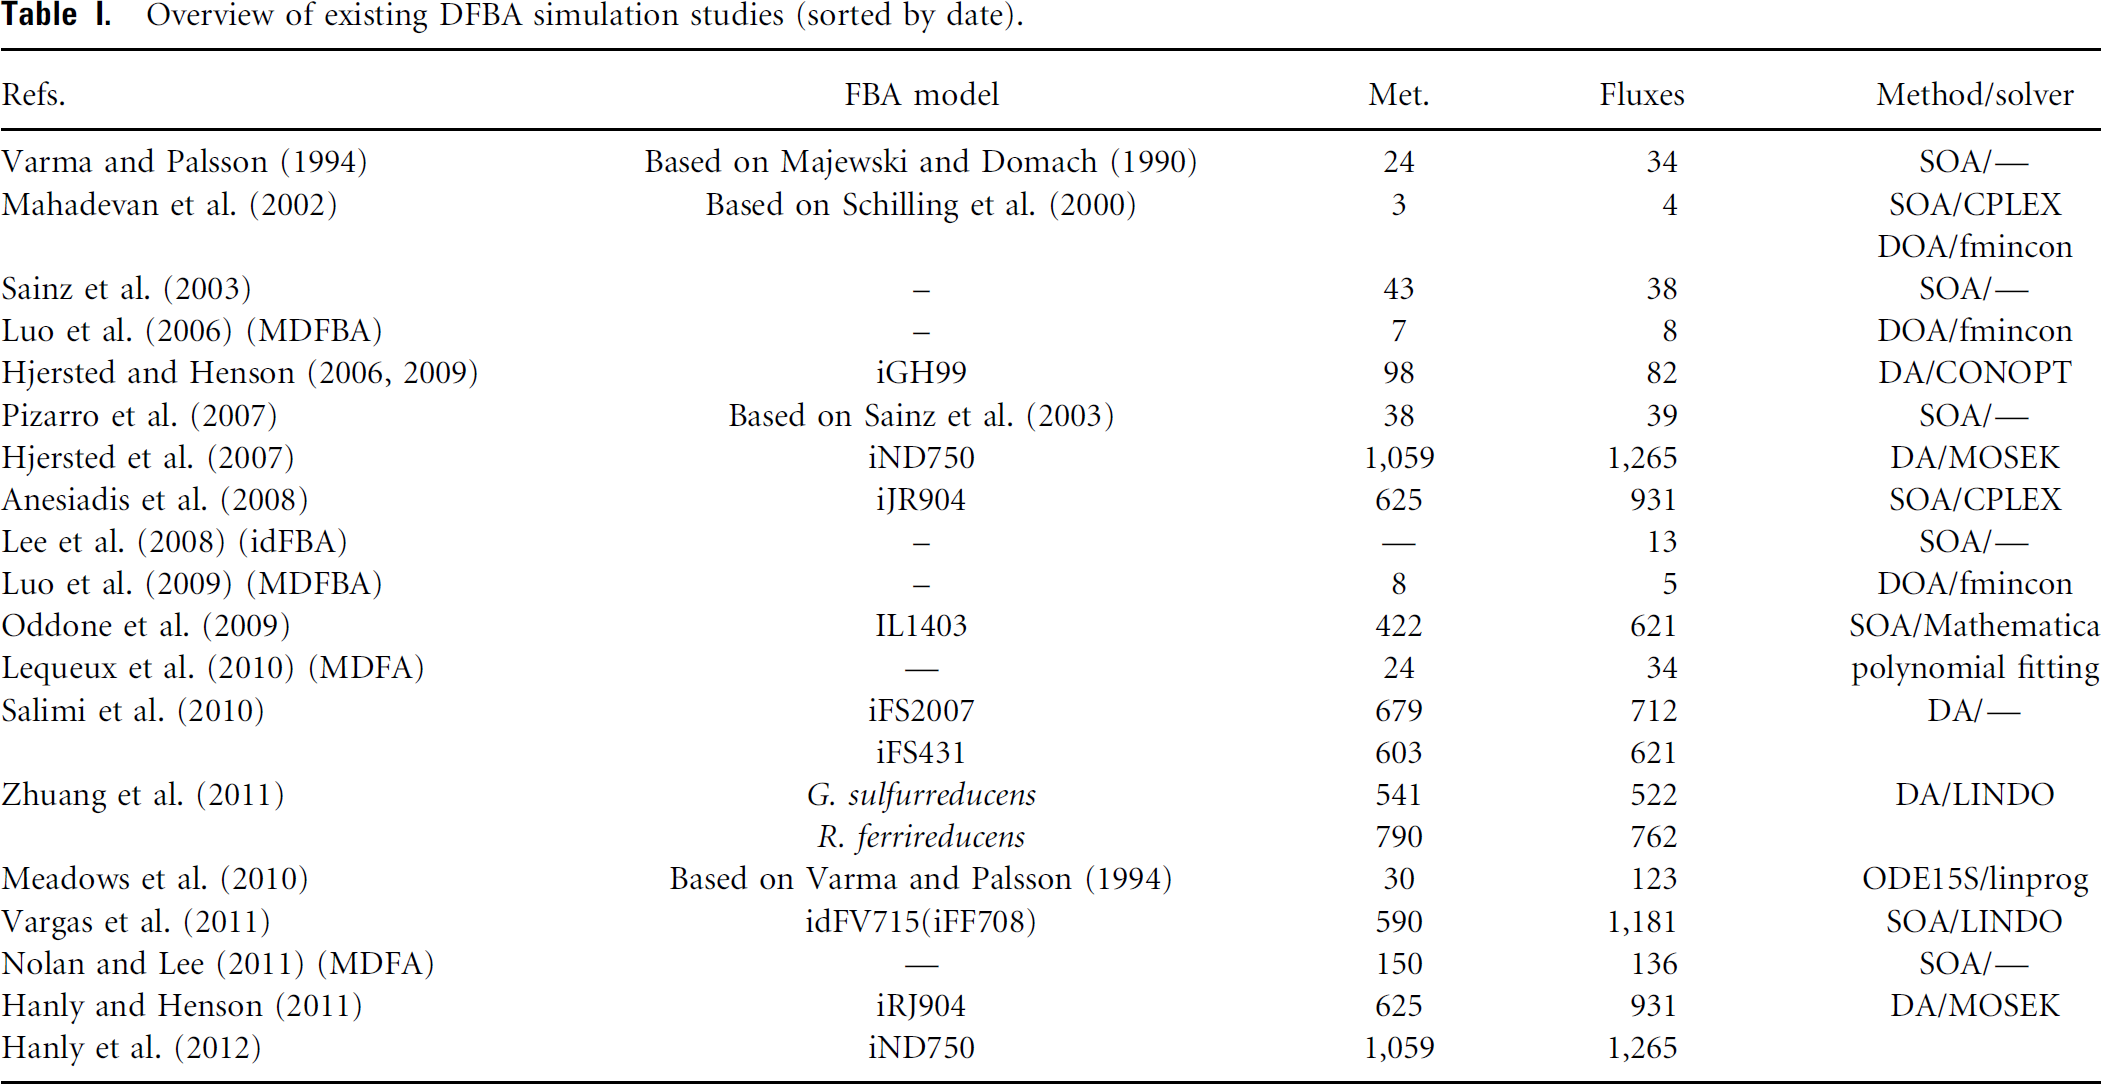 Table I. Overview of existing DFBA simulation studies (sorted by date).
Refs. FBA model Met. Fluxes Method/solver
Varma and Palsson (1994) Based on Majewski and Domach (1990) 24 34 SOA/—
Mahadevan et al. (2002) Based on Schilling et al. (2000) 3 4 SOA/CPLEX
DOA/fmincon
Sainz et al. (2003) – 43 38 SOA/—
Luo et al. (2006) (MDFBA) – 7 8 DOA/fmincon
Hjersted and Henson (2006, 2009) iGH99 98 82 DA/CONOPT
Pizarro et al. (2007) Based on Sainz et al. (2003) 38 39 SOA/—
Hjersted et al. (2007) iND750 1,059 1,265 DA/MOSEK
Anesiadis et al. (2008) iJR904 625 931 SOA/CPLEX
Lee et al. (2008) (idFBA) – — 13 SOA/—
Luo et al. (2009) (MDFBA) – 8 5 DOA/fmincon
Oddone et al. (2009) IL1403 422 621 SOA/Mathematica
Lequeux et al. (2010) (MDFA) — 24 34 polynomial fitting
Salimi et al. (2010) iFS2007 679 712 DA/—
iFS431 603 621
Zhuang et al. (2011) G. sulfurreducens 541 522 DA/LINDO
R. ferrireducens 790 762
Meadows et al. (2010) Based on Varma and Palsson (1994) 30 123 ODE15S/linprog
Vargas et al. (2011) idFV715(iFF708) 590 1,181 SOA/LINDO
Nolan and Lee (2011) (MDFA) — 150 136 SOA/—
Hanly and Henson (2011) iRJ904 625 931 DA/MOSEK
Hanly et al. (2012) iND750 1,059 1,265